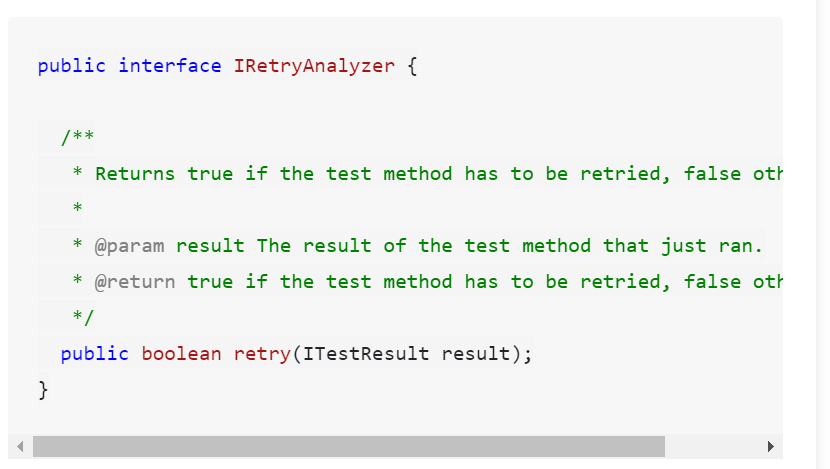 public interface IRetryAnalyzer {
/**
* Returns true if the test method has to be retried, false oth
*
* @param result The result of the test method that just ran.
* @return true if the test method has to be retried, false oth
*/
public boolean retry(ITestResult result);
}